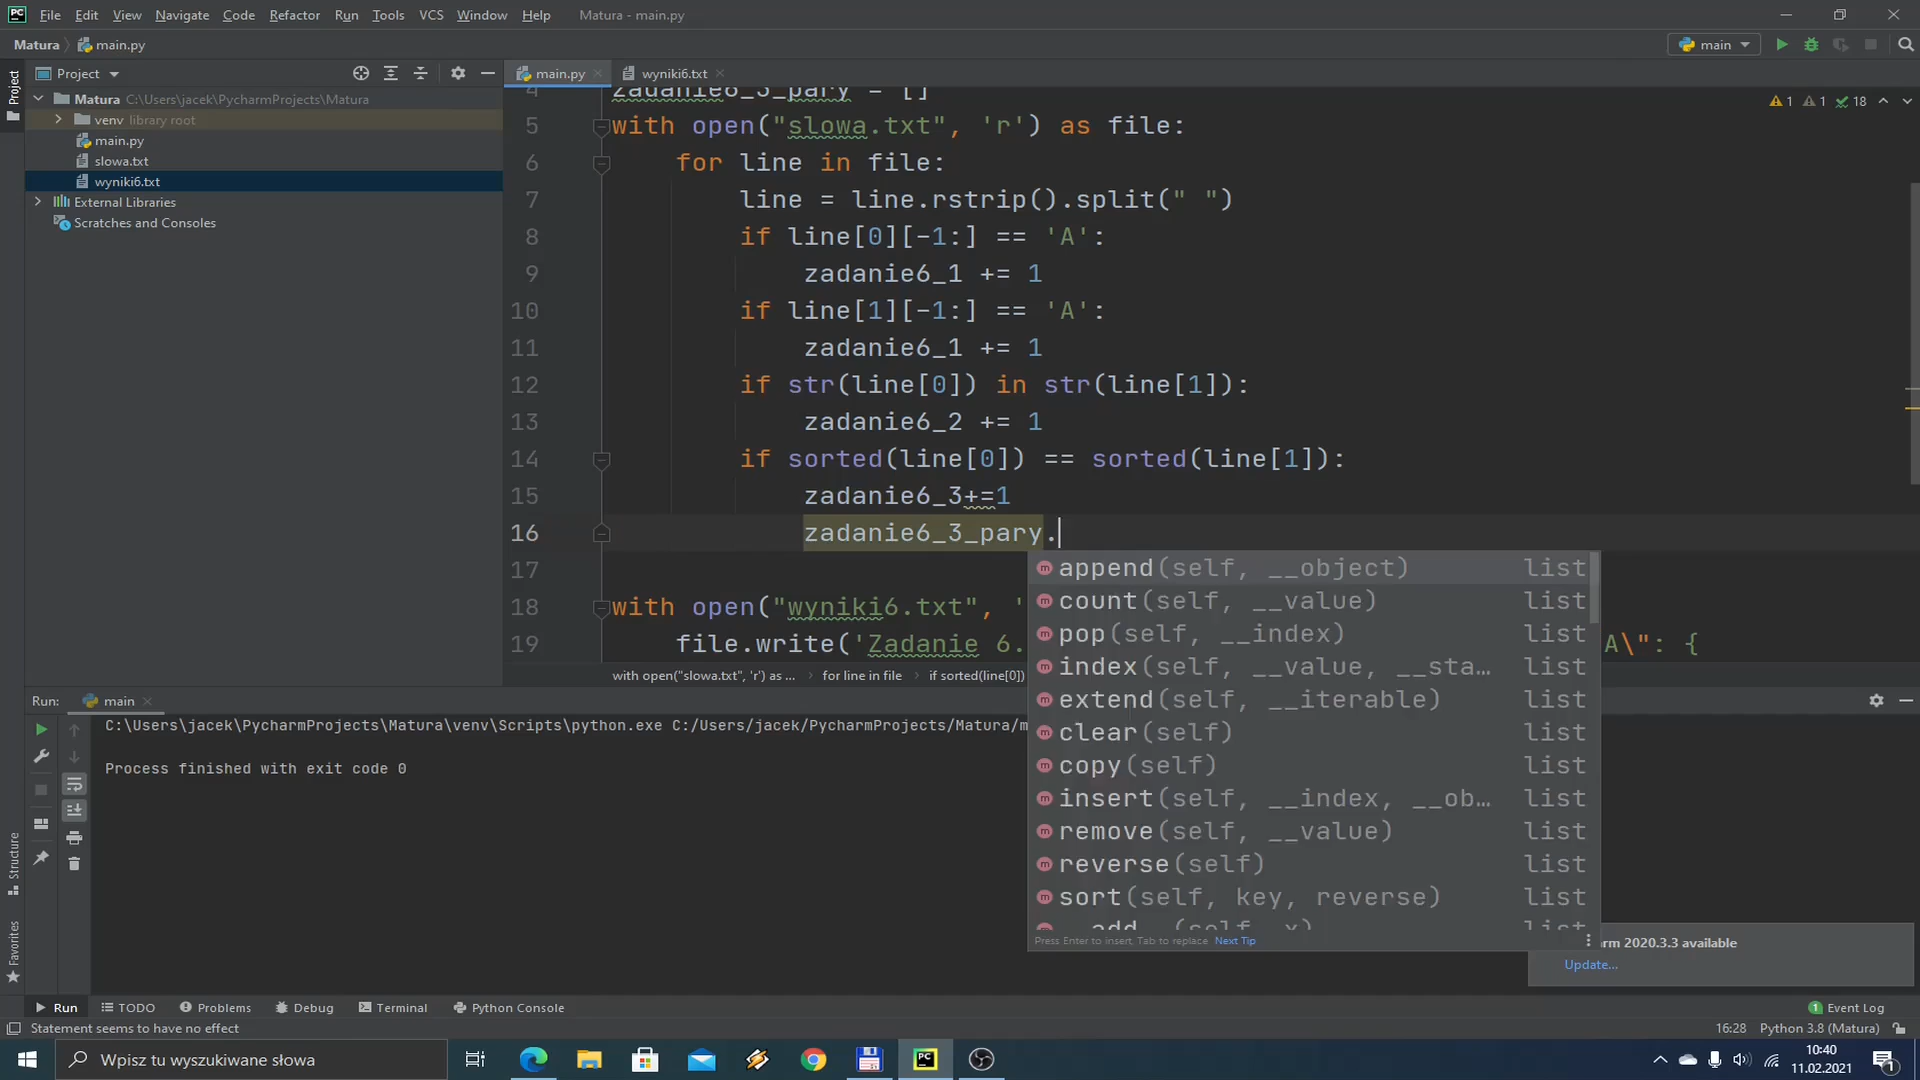 File Edit View Navigate Code Refactor Run Tools VCS Window Help Matura - main.py
Matura main.py
main
Project
main.py
wyniki6.txt
Matura C:\Users\jacek\PycharmProjects\Matura
venv library root
main.py
slowa.txt
wyniki6.txt
External Libraries
Scratches and Consoles
Project
Structure
Favorites
1 1 18
4 zadanie6_3_pary = []
5 with open("slowa.txt", 'r') as file:
6 for line in file:
7 line = line.rstrip().split(" ")
8 if line[0][-1:] == 'A':
9 zadanie6_1 += 1
10 if line[1][-1:] == 'A':
11 zadanie6_1 += 1
12 if str(line[0]) in str(line[1]):
13 zadanie6_2 += 1
14 if sorted(line[0]) == sorted(line[1]):
15 zadanie6_3+=1
16 zadanie6_3_pary.
17
18 with open("wyniki6.txt", '
19 file.write('Zadanie 6. A\": {
append(self, __object) list
count(self, __value) list
pop(self, __index) list
index(self, __value, __sta… list
extend(self, __iterable) list
clear(self) list
copy(self) list
insert(self, __index, __ob… list
remove(self, __value) list
reverse(self) list
sort(self, key, reverse) list
__add__(self, x) list
Press Enter to insert, Tab to replace Next Tip
with open("slowa.txt", 'r') as ... for line in file if sorted(line[0])
Run: main
C:\Users\jacek\PycharmProjects\Matura\venv\Scripts\python.exe C:/Users/jacek/PycharmProjects/Matura/m
Process finished with exit code 0
arm 2020.3.3 available
Update...
Run TODO Problems Debug Terminal Python Console 1 Event Log
Statement seems to have no effect 16:28 Python 3.8 (Matura)
Wpisz tu wyszukiwane słowa
10:40
11.02.2021
1